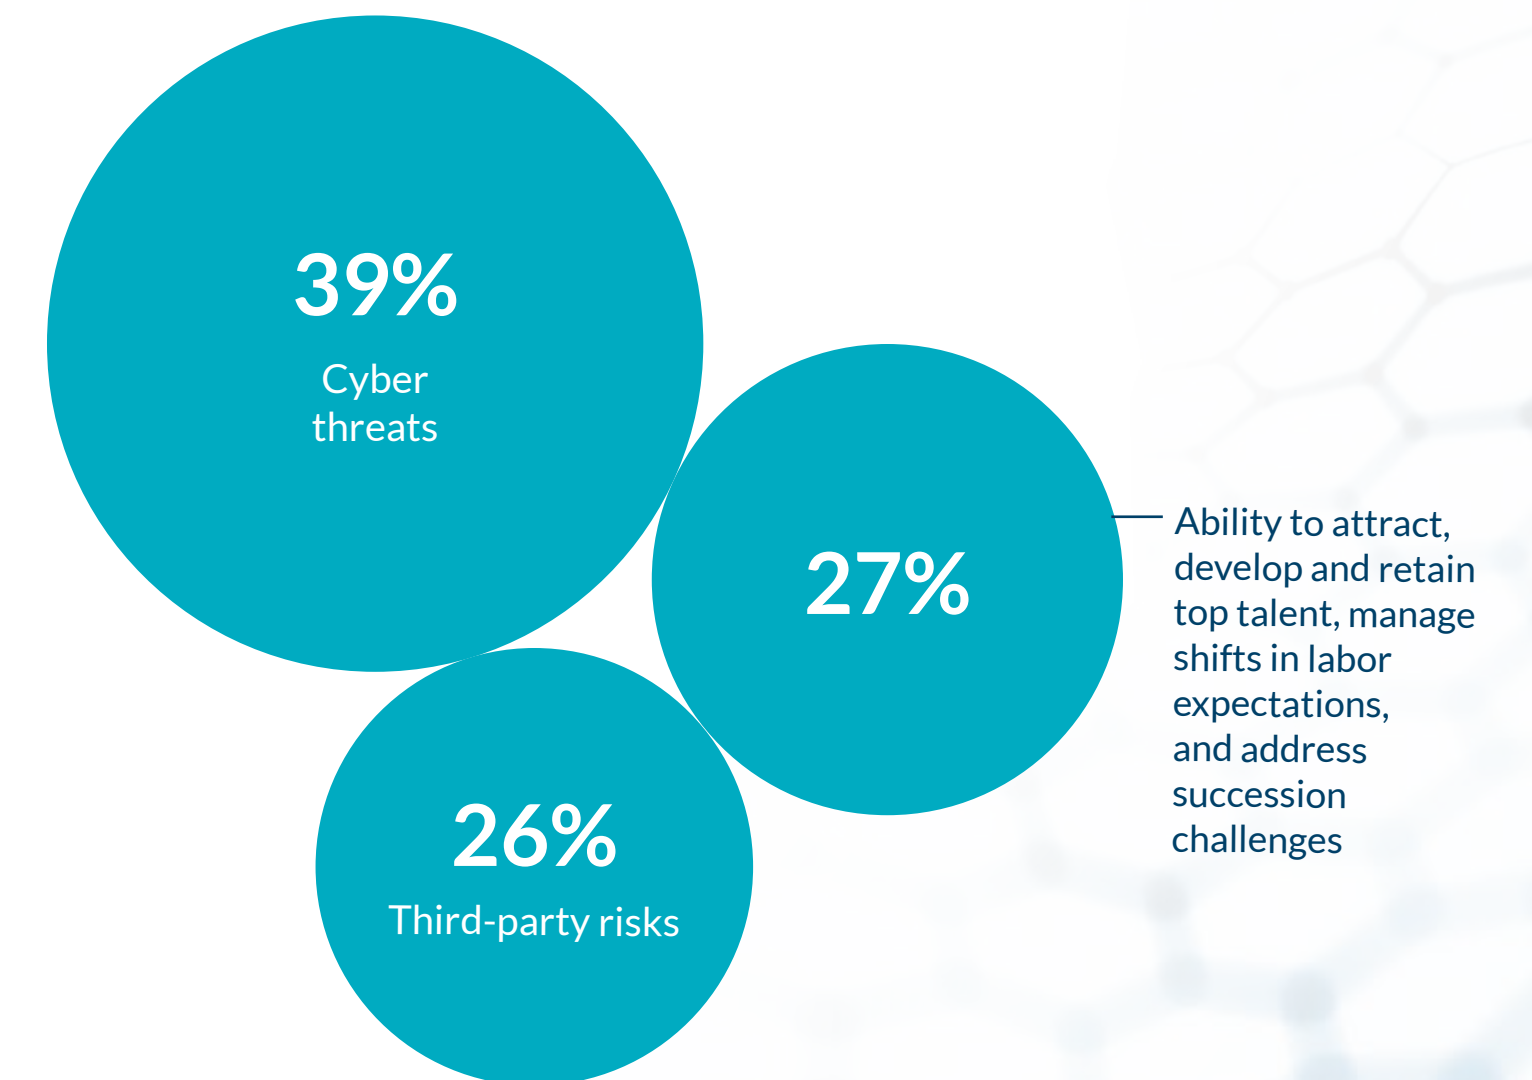 39%
Cyber
threats
27%
Ability to attract,
develop and retain
top talent, manage
shifts in labor
expectations,
and address
succession
challenges
26%
Third-party risks